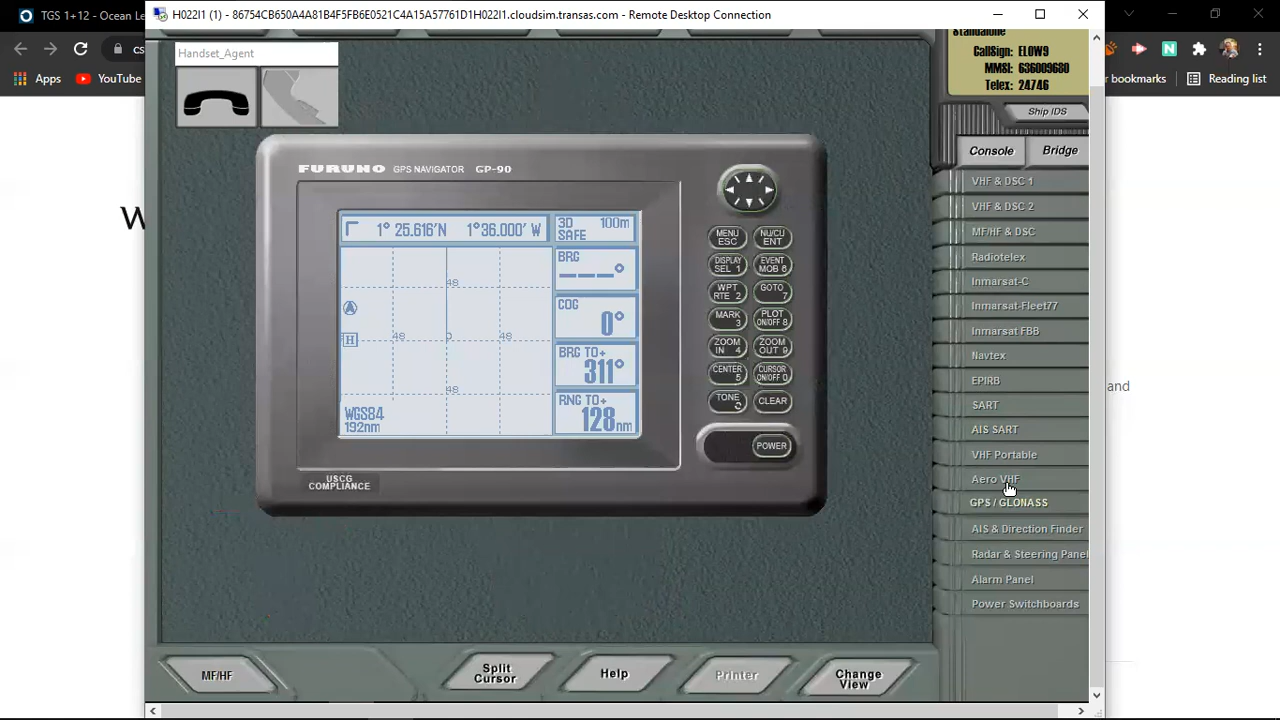 TGS 1+12 - Ocean Le
H022I1 (1) - 86754CB650A4A81B4F5FB6E0521C4A15A57761D1H022I1.cloudsim.transas.com - Remote Desktop Connection
cs
Apps
YouTube
r bookmarks
Reading list
W
and
Handset_Agent
Standalone
CallSign: ELOW9
MMSI: 636009680
Telex: 24746
Ship IDS
Console
Bridge
VHF & DSC 1
VHF & DSC 2
MF/HF & DSC
Radiotelex
Inmarsat-C
Inmarsat-Fleet77
Inmarsat FBB
Navtex
EPIRB
SART
AIS SART
VHF Portable
Aero VHF
GPS / GLONASS
AIS & Direction Finder
Radar & Steering Panel
Alarm Panel
Power Switchboards
FURUNO GPS NAVIGATOR GP-90
1° 25.616'N 1°36.000' W
3D 100m
SAFE
BRG
---°
COG
0°
BRG TO+
311°
RNG TO+
128nm
48
48 0 48
48
A
H
WGS84
192nm
USCG
COMPLIANCE
MENU
ESC
NU/CU
ENT
DISPLAY
SEL 1
EVENT
MOB 6
WPT
RTE 2
GOTO
7
MARK
3
PLOT
ON/OFF 8
ZOOM
IN 4
ZOOM
OUT 9
CENTER
5
CURSOR
ON/OFF 0
TONE
CLEAR
POWER
MF/HF
Split
Cursor
Help
Printer
Change
View